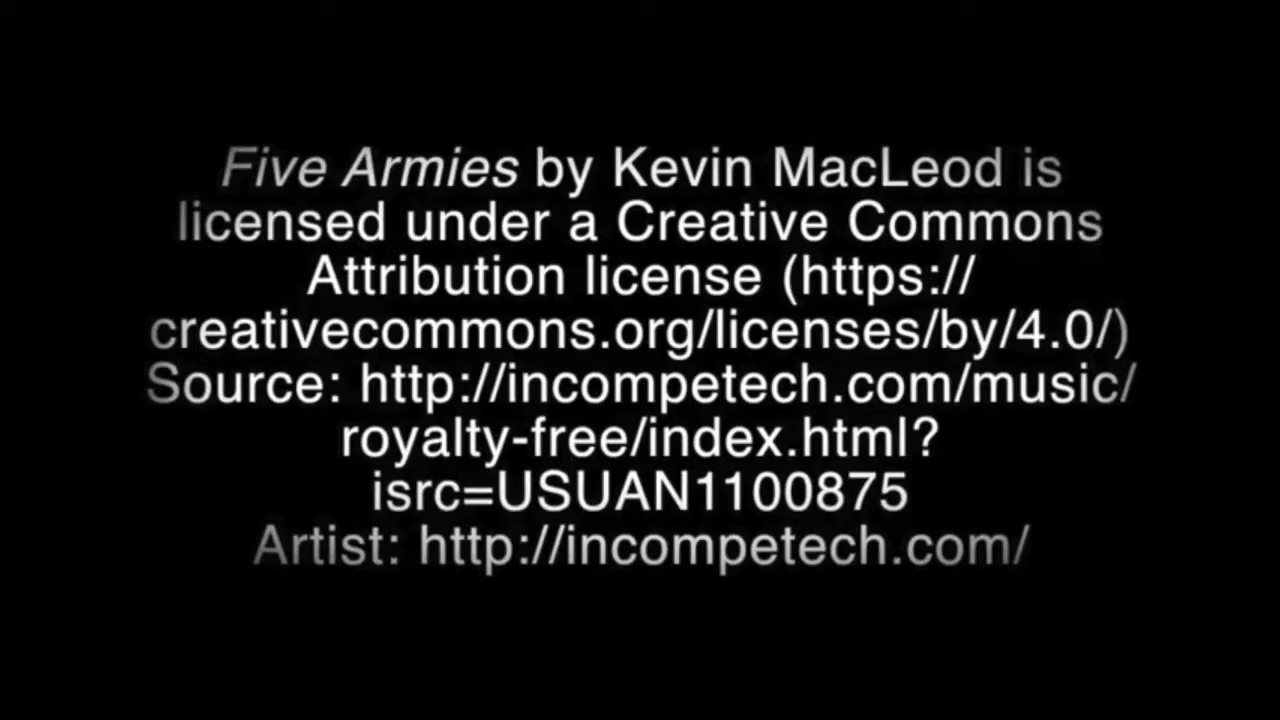 Five Armies by Kevin MacLeod is
licensed under a Creative Commons
Attribution license (https://
creativecommons.org/licenses/by/4.0/)
Source: http://incompetech.com/music/
royalty-free/index.html?
isrc=USUAN1100875
Artist: http://incompetech.com/